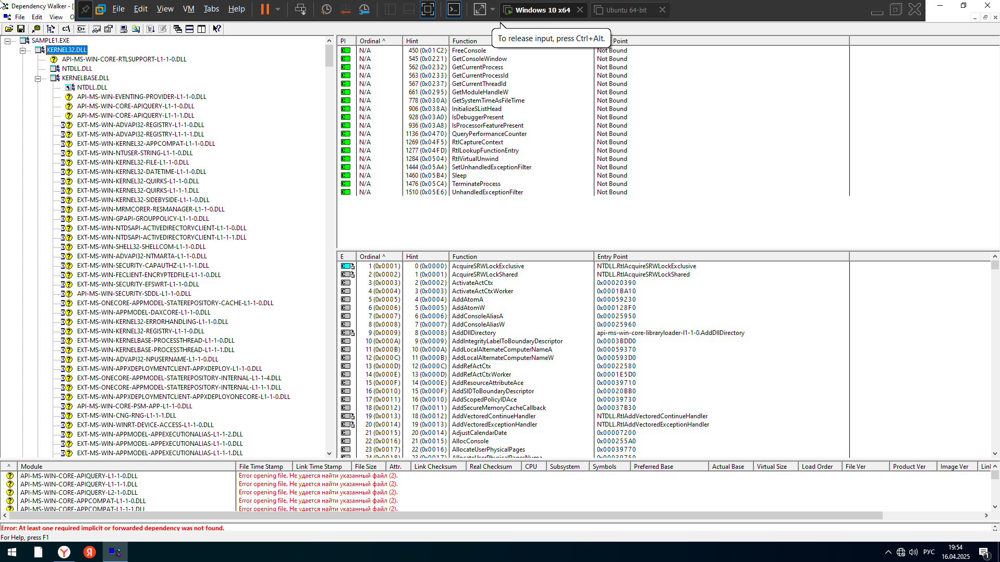 Dependency Walker - [
File Edit View VM Tabs Help
Windows 10 x64
Ubuntu 64-bit
File Edit View
To release input, press Ctrl+Alt.
SAMPLE1.EXE
KERNEL32.DLL
API-MS-WIN-CORE-RTLSUPPORT-L1-1-0.DLL
NTDLL.DLL
KERNELBASE.DLL
NTDLL.DLL
API-MS-WIN-EVENTING-PROVIDER-L1-1-0.DLL
API-MS-WIN-CORE-APIQUERY-L1-1-0.DLL
API-MS-WIN-CORE-APIQUERY-L1-1-1.DLL
EXT-MS-WIN-ADVAPI32-REGISTRY-L1-1-0.DLL
EXT-MS-WIN-ADVAPI32-REGISTRY-L1-1-1.DLL
EXT-MS-WIN-KERNEL32-APPCOMPAT-L1-1-0.DLL
EXT-MS-WIN-NTUSER-STRING-L1-1-0.DLL
EXT-MS-WIN-KERNEL32-FILE-L1-1-0.DLL
EXT-MS-WIN-KERNEL32-DATETIME-L1-1-0.DLL
EXT-MS-WIN-KERNEL32-QUIRKS-L1-1-0.DLL
EXT-MS-WIN-KERNEL32-QUIRKS-L1-1-1.DLL
EXT-MS-WIN-KERNEL32-SIDEBYSIDE-L1-1-0.DLL
EXT-MS-WIN-MRMCORER-RESMANAGER-L1-1-0.DLL
EXT-MS-WIN-GPAPI-GROUPPOLICY-L1-1-0.DLL
EXT-MS-WIN-NTDSAPI-ACTIVEDIRECTORYCLIENT-L1-1-0.DLL
EXT-MS-WIN-NTDSAPI-ACTIVEDIRECTORYCLIENT-L1-1-1.DLL
EXT-MS-WIN-SHELL32-SHELLCOM-L1-1-0.DLL
EXT-MS-WIN-ADVAPI32-NTMARTA-L1-1-0.DLL
EXT-MS-WIN-SECURITY-CAPAUTHZ-L1-1-1.DLL
EXT-MS-WIN-FECLIENT-ENCRYPTEDFILE-L1-1-0.DLL
EXT-MS-WIN-SECURITY-EFSWRT-L1-1-0.DLL
API-MS-WIN-SECURITY-SDDL-L1-1-0.DLL
EXT-MS-ONECORE-APPMODEL-STATEREPOSITORY-CACHE-L1-1-0.DLL
EXT-MS-WIN-APPMODEL-DAXCORE-L1-1-0.DLL
EXT-MS-WIN-KERNEL32-ERRORHANDLING-L1-1-0.DLL
EXT-MS-WIN-KERNEL32-REGISTRY-L1-1-0.DLL
EXT-MS-WIN-KERNELBASE-PROCESSTHREAD-L1-1-0.DLL
EXT-MS-WIN-KERNELBASE-PROCESSTHREAD-L1-1-1.DLL
EXT-MS-WIN-ADVAPI32-NPUSERNAME-L1-1-0.DLL
EXT-MS-WIN-APPXDEPLOYMENTCLIENT-APPXDEPLOY-L1-1-0.DLL
EXT-MS-ONECORE-APPMODEL-STATEREPOSITORY-INTERNAL-L1-1-4.DLL
EXT-MS-ONECORE-APPMODEL-STATEREPOSITORY-INTERNAL-L1-1-1.DLL
EXT-MS-WIN-APPXDEPLOYMENTCLIENT-APPXDEPLOYONECORE-L1-1-0.DLL
API-MS-WIN-CORE-PSM-APP-L1-1-0.DLL
EXT-MS-WIN-CNG-RNG-L1-1-1.DLL
EXT-MS-WIN-WINRT-DEVICE-ACCESS-L1-1-0.DLL
EXT-MS-WIN-APPMODEL-APPEXECUTIONALIAS-L1-1-2.DLL
EXT-MS-WIN-APPMODEL-APPEXECUTIONALIAS-L1-1-0.DLL
EXT-MS-WIN-APPMODEL-APPEXECUTIONALIAS-L1-1-1.DLL
PI Ordinal ^ Hint Function Point
C N/A 450 (0x01C2) FreeConsole Not Bound
C N/A 545 (0x0221) GetConsoleWindow Not Bound
C N/A 562 (0x0232) GetCurrentProcess Not Bound
C N/A 563 (0x0233) GetCurrentProcessId Not Bound
C N/A 567 (0x0237) GetCurrentThreadId Not Bound
C N/A 661 (0x0295) GetModuleHandleW Not Bound
C N/A 778 (0x030A) GetSystemTimeAsFileTime Not Bound
C N/A 906 (0x038A) InitializeSListHead Not Bound
C N/A 928 (0x03A0) IsDebuggerPresent Not Bound
C N/A 936 (0x03A8) IsProcessorFeaturePresent Not Bound
C N/A 1136 (0x0470) QueryPerformanceCounter Not Bound
C N/A 1269 (0x04F5) RtlCaptureContext Not Bound
C N/A 1277 (0x04FD) RtlLookupFunctionEntry Not Bound
C N/A 1284 (0x0504) RtlVirtualUnwind Not Bound
C N/A 1444 (0x05A4) SetUnhandledExceptionFilter Not Bound
C N/A 1460 (0x05B4) Sleep Not Bound
C N/A 1476 (0x05C4) TerminateProcess Not Bound
C N/A 1510 (0x05E6) UnhandledExceptionFilter Not Bound
E Ordinal ^ Hint Function Entry Point
C 1 (0x0001) 0 (0x0000) AcquireSRWLockExclusive NTDLL.RtlAcquireSRWLockExclusive
C 2 (0x0002) 1 (0x0001) AcquireSRWLockShared NTDLL.RtlAcquireSRWLockShared
C 3 (0x0003) 2 (0x0002) ActivateActCtx 0x00020390
C 4 (0x0004) 3 (0x0003) ActivateActCtxWorker 0x0001BA10
C 5 (0x0005) 4 (0x0004) AddAtomA 0x00059230
C 6 (0x0006) 5 (0x0005) AddAtomW 0x000128F0
C 7 (0x0007) 6 (0x0006) AddConsoleAliasA 0x00025950
C 8 (0x0008) 7 (0x0007) AddConsoleAliasW 0x00025960
C 9 (0x0009) 8 (0x0008) AddDllDirectory api-ms-win-core-libraryloader-l1-1-0.AddDllDirectory
C 10 (0x000A) 9 (0x0009) AddIntegrityLabelToBoundaryDescriptor 0x0003BDD0
C 11 (0x000B) 10 (0x000A) AddLocalAlternateComputerNameA 0x00059370
C 12 (0x000C) 11 (0x000B) AddLocalAlternateComputerNameW 0x000593D0
C 13 (0x000D) 12 (0x000C) AddRefActCtx 0x00022580
C 14 (0x000E) 13 (0x000D) AddRefActCtxWorker 0x0001E5D0
C 15 (0x000F) 14 (0x000E) AddResourceAttributeAce 0x00039710
C 16 (0x0010) 15 (0x000F) AddSIDToBoundaryDescriptor 0x00020BB0
C 17 (0x0011) 16 (0x0010) AddScopedPolicyIDAce 0x00039730
C 18 (0x0012) 17 (0x0011) AddSecureMemoryCacheCallback 0x00037B30
C 19 (0x0013) 18 (0x0012) AddVectoredContinueHandler NTDLL.RtlAddVectoredContinueHandler
C 20 (0x0014) 19 (0x0013) AddVectoredExceptionHandler NTDLL.RtlAddVectoredExceptionHandler
C 21 (0x0015) 20 (0x0014) AdjustCalendarDate 0x00007200
C 22 (0x0016) 21 (0x0015) AllocConsole 0x000255A0
C 23 (0x0017) 22 (0x0016) AllocateUserPhysicalPages 0x00039770
C 24 (0x0018) 23 (0x0017) AllocateUserPhysicalPagesNuma 0x00039750
^ Module File Time Stamp Link Time Stamp File Size Attr. Link Checksum Real Checksum CPU Subsystem Symbols Preferred Base Actual Base Virtual Size Load Order File Ver Product Ver Image Ver Linl
API-MS-WIN-CORE-APIQUERY-L1-1-0.DLL Error opening file. Не удается найти указанный файл (2).
API-MS-WIN-CORE-APIQUERY-L1-1-1.DLL Error opening file. Не удается найти указанный файл (2).
API-MS-WIN-CORE-APIQUERY-L2-1-0.DLL Error opening file. Не удается найти указанный файл (2).
API-MS-WIN-CORE-APPCOMPAT-L1-1-0.DLL Error opening file. Не удается найти указанный файл (2).
API-MS-WIN-CORE-APPCOMPAT-L1-1-1.DLL Error opening file. Не удается найти указанный файл (2).
Error: At least one required implicit or forwarded dependency was not found.
For Help, press F1
РУС
19:54
16.04.2025
1